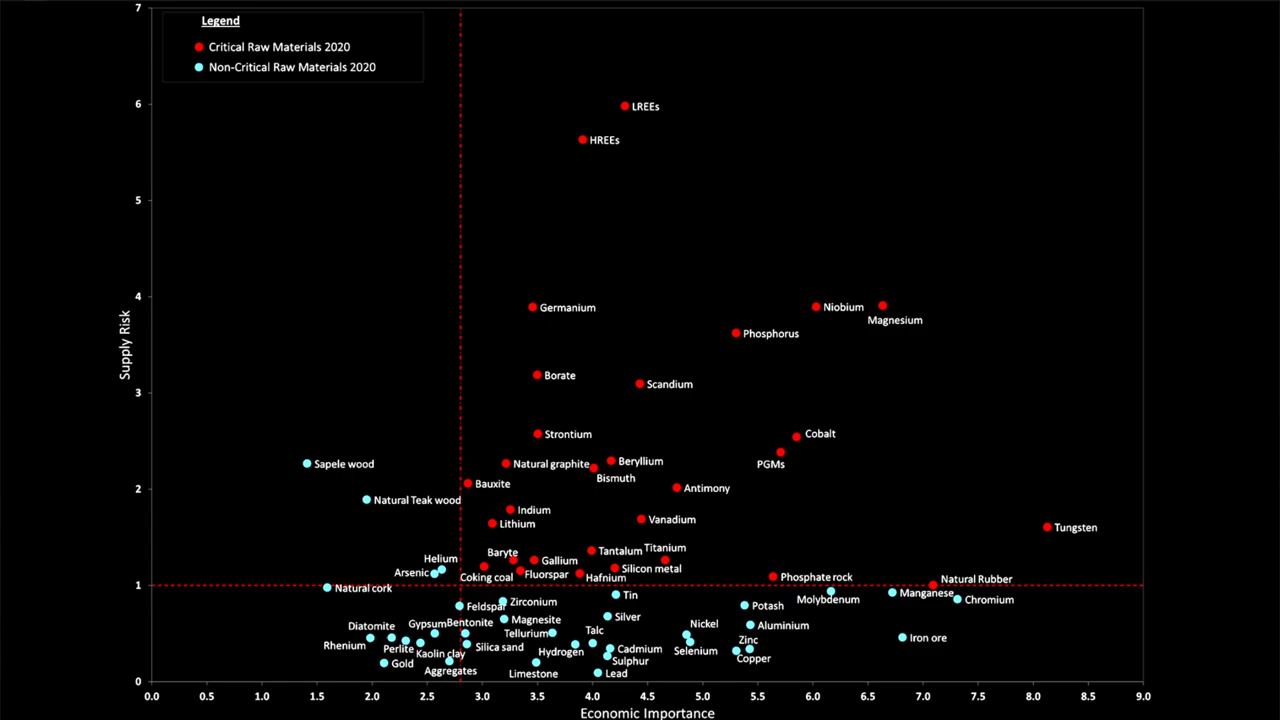 7
Legend
Critical Raw Materials 2020
Non-Critical Raw Materials 2020
6
LREEs
HREEs
5
4
Germanium
Niobium
Magnesium
Phosphorus
Supply Risk
Borate
Scandium
3
Strontium
Cobalt
Sapele wood
Natural graphite
Beryllium
PGMs
Bismuth
Bauxite
Antimony
2
Natural Teak wood
Indium
Lithium
Vanadium
Tungsten
Baryte
Tantalum
Titanium
Helium
Gallium
Arsenic
Silicon metal
Coking coal
Fluorspar
Hafnium
Phosphate rock
Natural Rubber
1
Natural cork
Tin
Molybdenum
Manganese
Chromium
Feldspar
Zirconium
Potash
Magnesite
Silver
Diatomite
Gypsum
Bentonite
Nickel
Aluminium
Tellurium
Talc
Iron ore
Rhenium
Perlite
Kaolin clay
Silica sand
Hydrogen
Cadmium
Selenium
Zinc
Copper
Gold
Aggregates
Sulphur
Limestone
Lead
0
0.0 0.5 1.0 1.5 2.0 2.5 3.0 3.5 4.0 4.5 5.0 5.5 6.0 6.5 7.0 7.5 8.0 8.5 9.0
Economic Importance